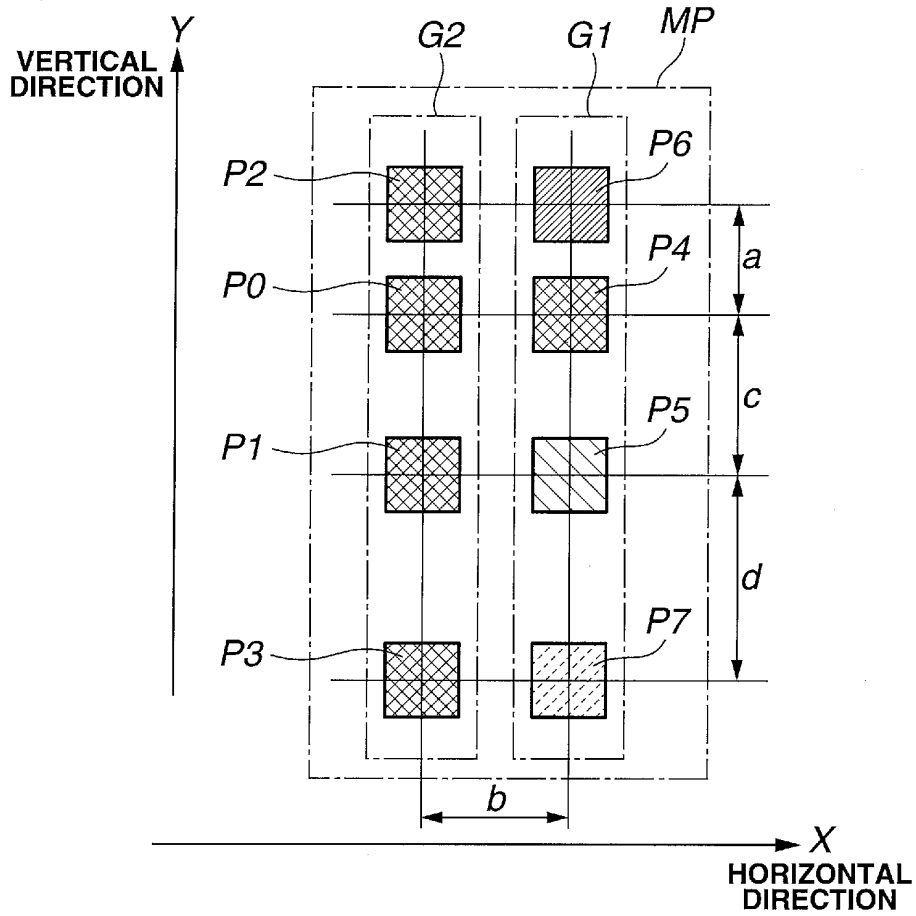 Y
VERTICAL
DIRECTION
G2
G1
MP
P2
P6
a
P0
P4
c
P1
P5
d
P3
P7
b
X
HORIZONTAL
DIRECTION